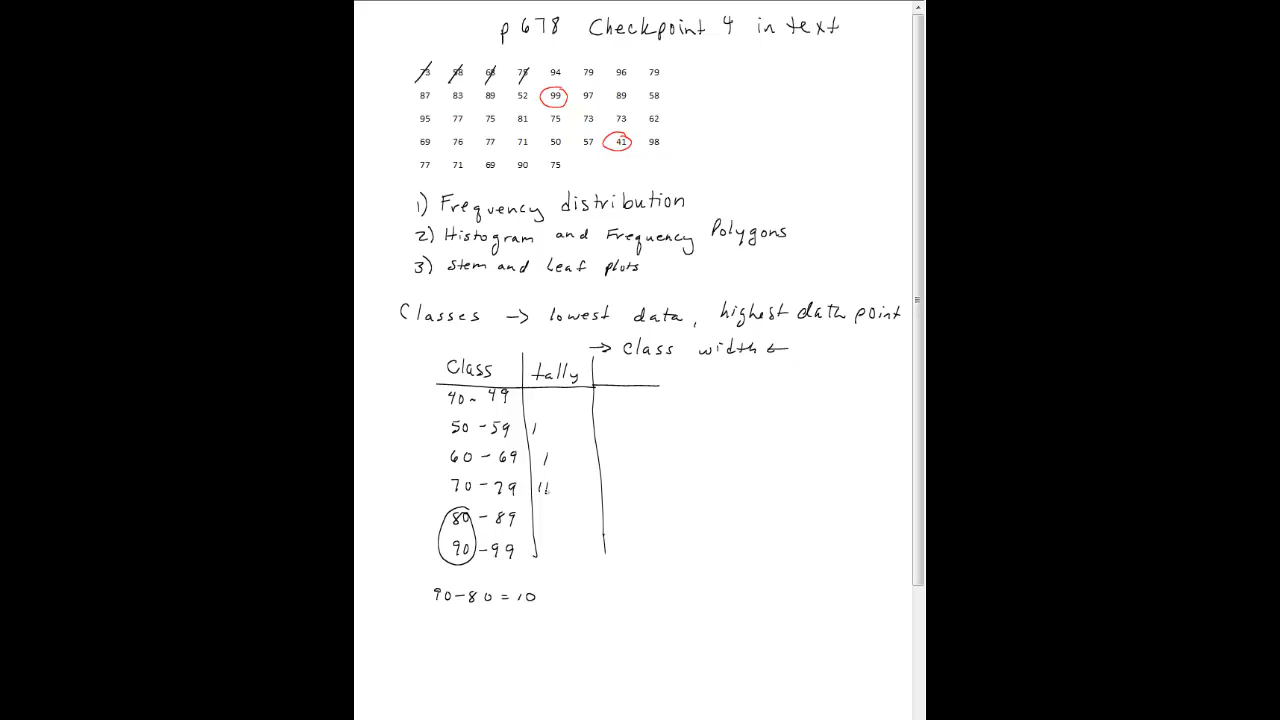 p 678 Checkpoint 4 in text
73 58 68 75 94 79 96 79
87 83 89 52 99 97 89 58
95 77 75 81 75 73 73 62
69 76 77 71 50 57 41 98
77 71 69 90 75
1) Frequency distribution
2) Histogram and Frequency Polygons
3) Stem and Leaf plots
Classes → lowest data, highest data point
→ class width ←
Class tally
40 - 49
50 - 59 |
60 - 69 |
70 - 79 ||
80 - 89
90 - 99
90 - 80 = 10